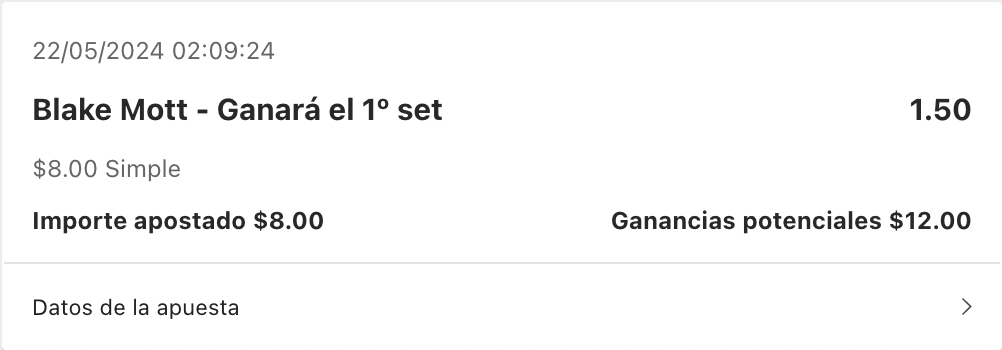 22/05/2024 02:09:24
Blake Mott - Ganará el 1º set 1.50
$8.00 Simple
Importe apostado $8.00 Ganancias potenciales $12.00
Datos de la apuesta